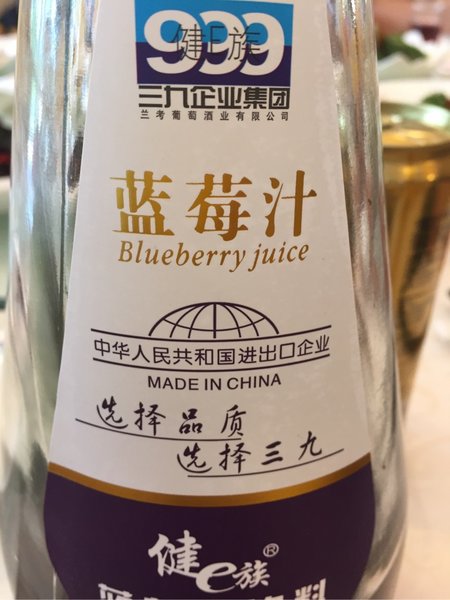 999
健E族
三九企业集团
兰考葡萄酒业有限公司
蓝莓汁
Blueberry juice
中华人民共和国进出口企业
MADE IN CHINA
选择品质
选择三九
健e族®
蓝
料